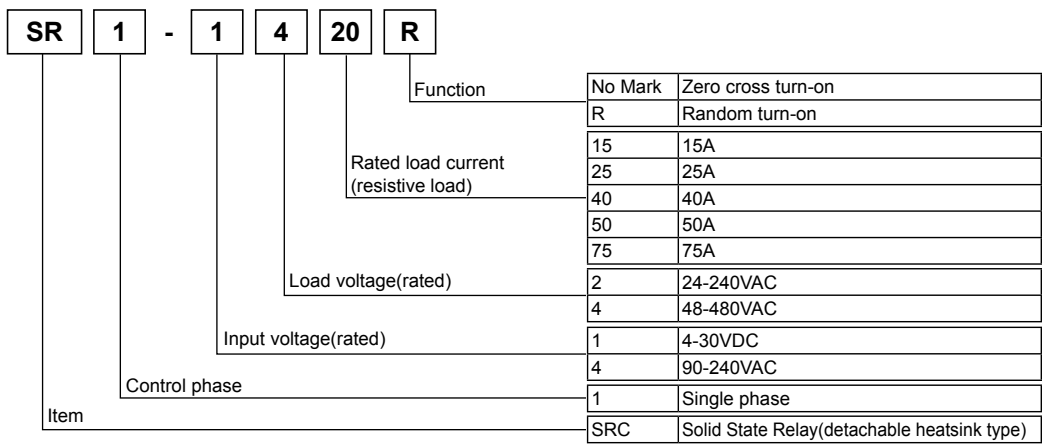 SR 1 - 1 4 20 R
Function
No Mark Zero cross turn-on
R Random turn-on
Rated load current
(resistive load)
15 15A
25 25A
40 40A
50 50A
75 75A
Load voltage(rated)
2 24-240VAC
4 48-480VAC
Input voltage(rated)
1 4-30VDC
4 90-240VAC
Control phase
1 Single phase
Item
SRC Solid State Relay(detachable heatsink type)